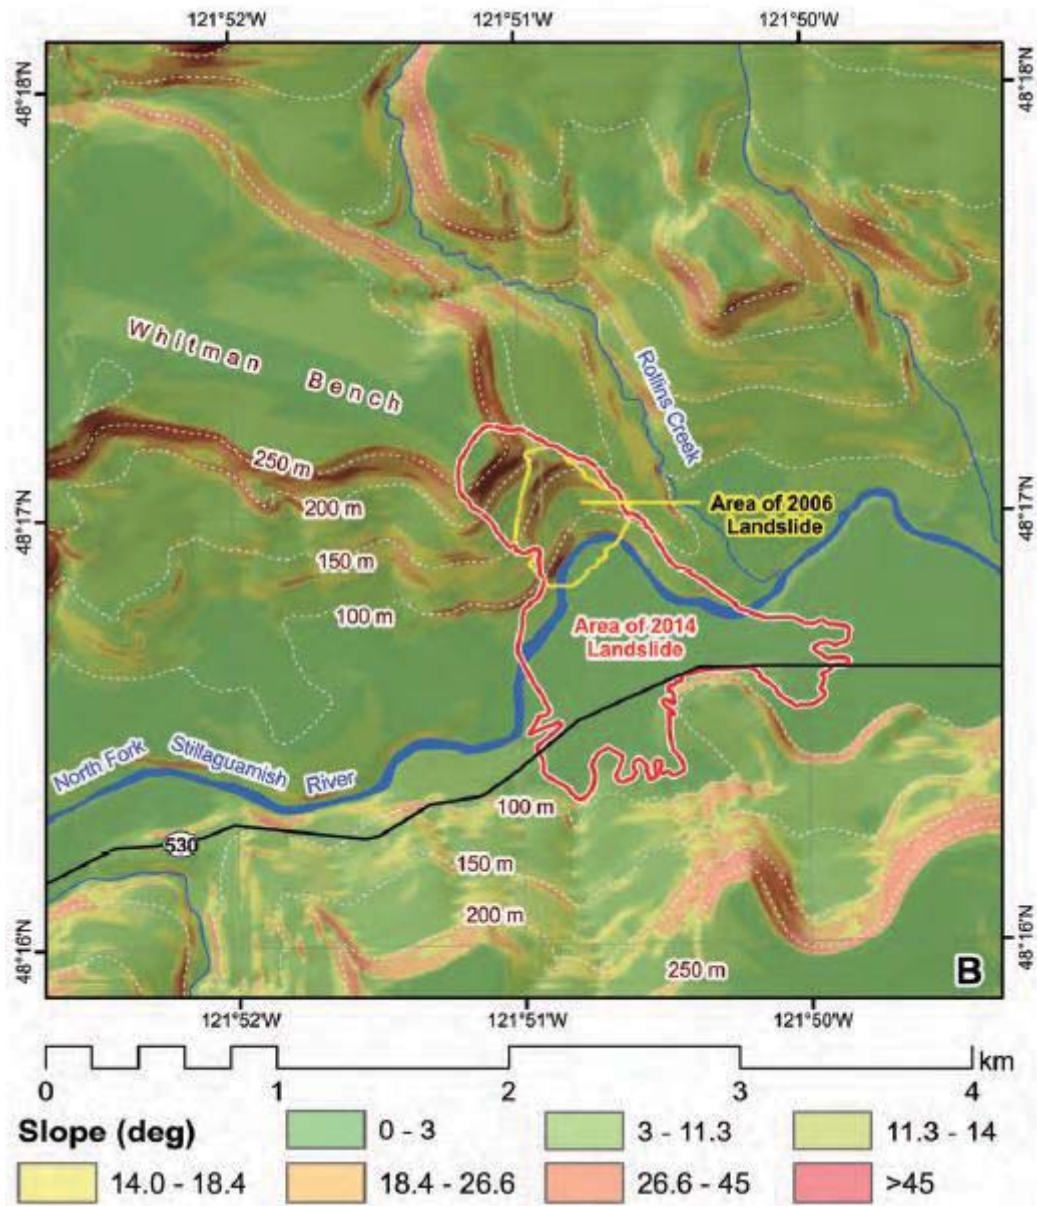 121°52'W 121°51'W 121°50'W
48°18'N 48°18'N
Rollins Creek
Whitman Bench
250 m
200 m
Area of 2006
Landslide
48°17'N 48°17'N
150 m
100 m
Area of 2014
Landslide
North Fork Stillaguamish River
100 m
530
150 m
200 m
250 m
B
48°16'N 48°16'N
121°52'W 121°51'W 121°50'W
km
0 1 2 3 4
Slope (deg) 0 - 3 3 - 11.3 11.3 - 14
14.0 - 18.4 18.4 - 26.6 26.6 - 45 >45